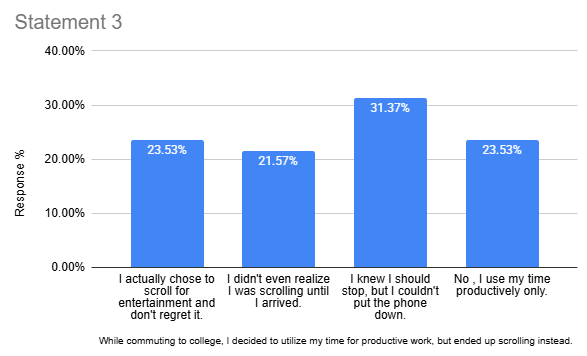 Statement 3
40.00%
30.00%
20.00%
10.00%
0.00%
Response %
23.53%
21.57%
31.37%
23.53%
I actually chose to
scroll for
entertainment and
don't regret it.
I didn't even realize
I was scrolling until
I arrived.
I knew I should
stop, but I couldn't
put the phone
down.
No , I use my time
productively only.
While commuting to college, I decided to utilize my time for productive work, but ended up scrolling instead.